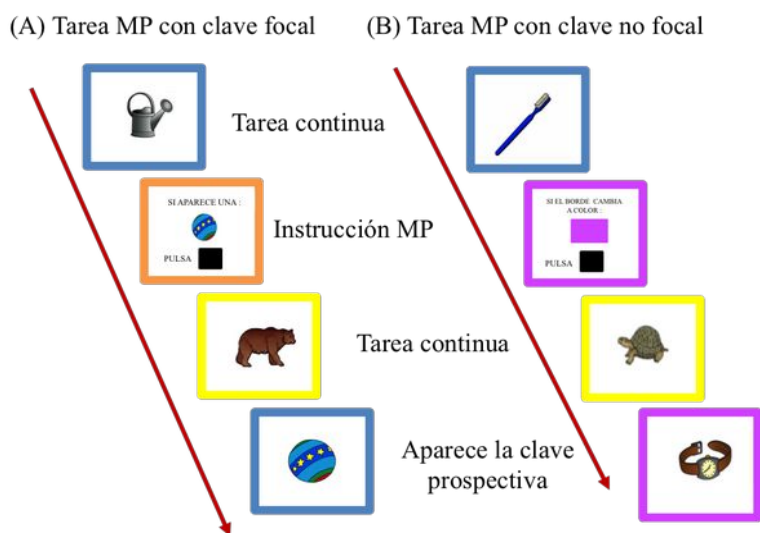 (A) Tarea MP con clave focal
(B) Tarea MP con clave no focal
Tarea continua
SI APARECE UNA :
PULSA
Instrucción MP
SI EL BORDE CAMBIA
A COLOR :
PULSA
Tarea continua
Aparece la clave
prospectiva